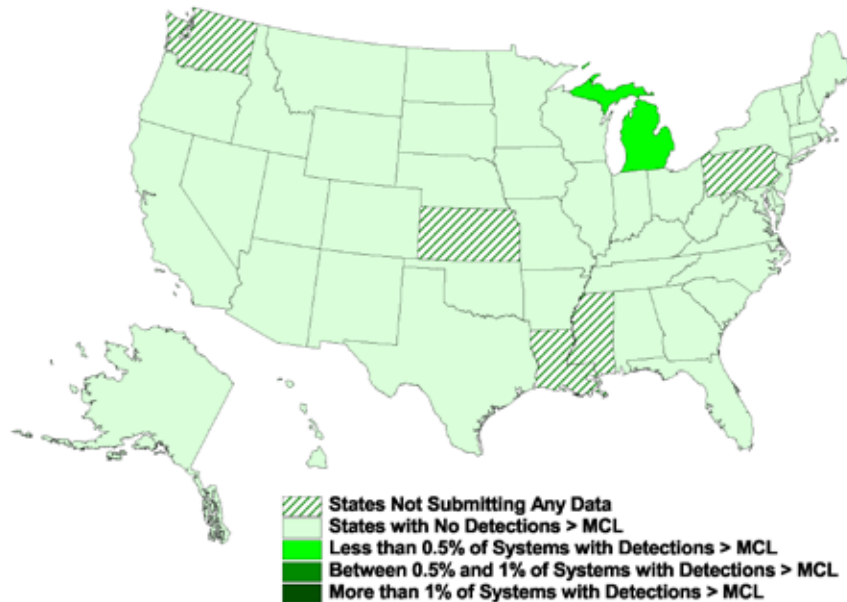 States Not Submitting Any Data
States with No Detections > MCL
Less than 0.5% of Systems with Detections > MCL
Between 0.5% and 1% of Systems with Detections > MCL
More than 1% of Systems with Detections > MCL